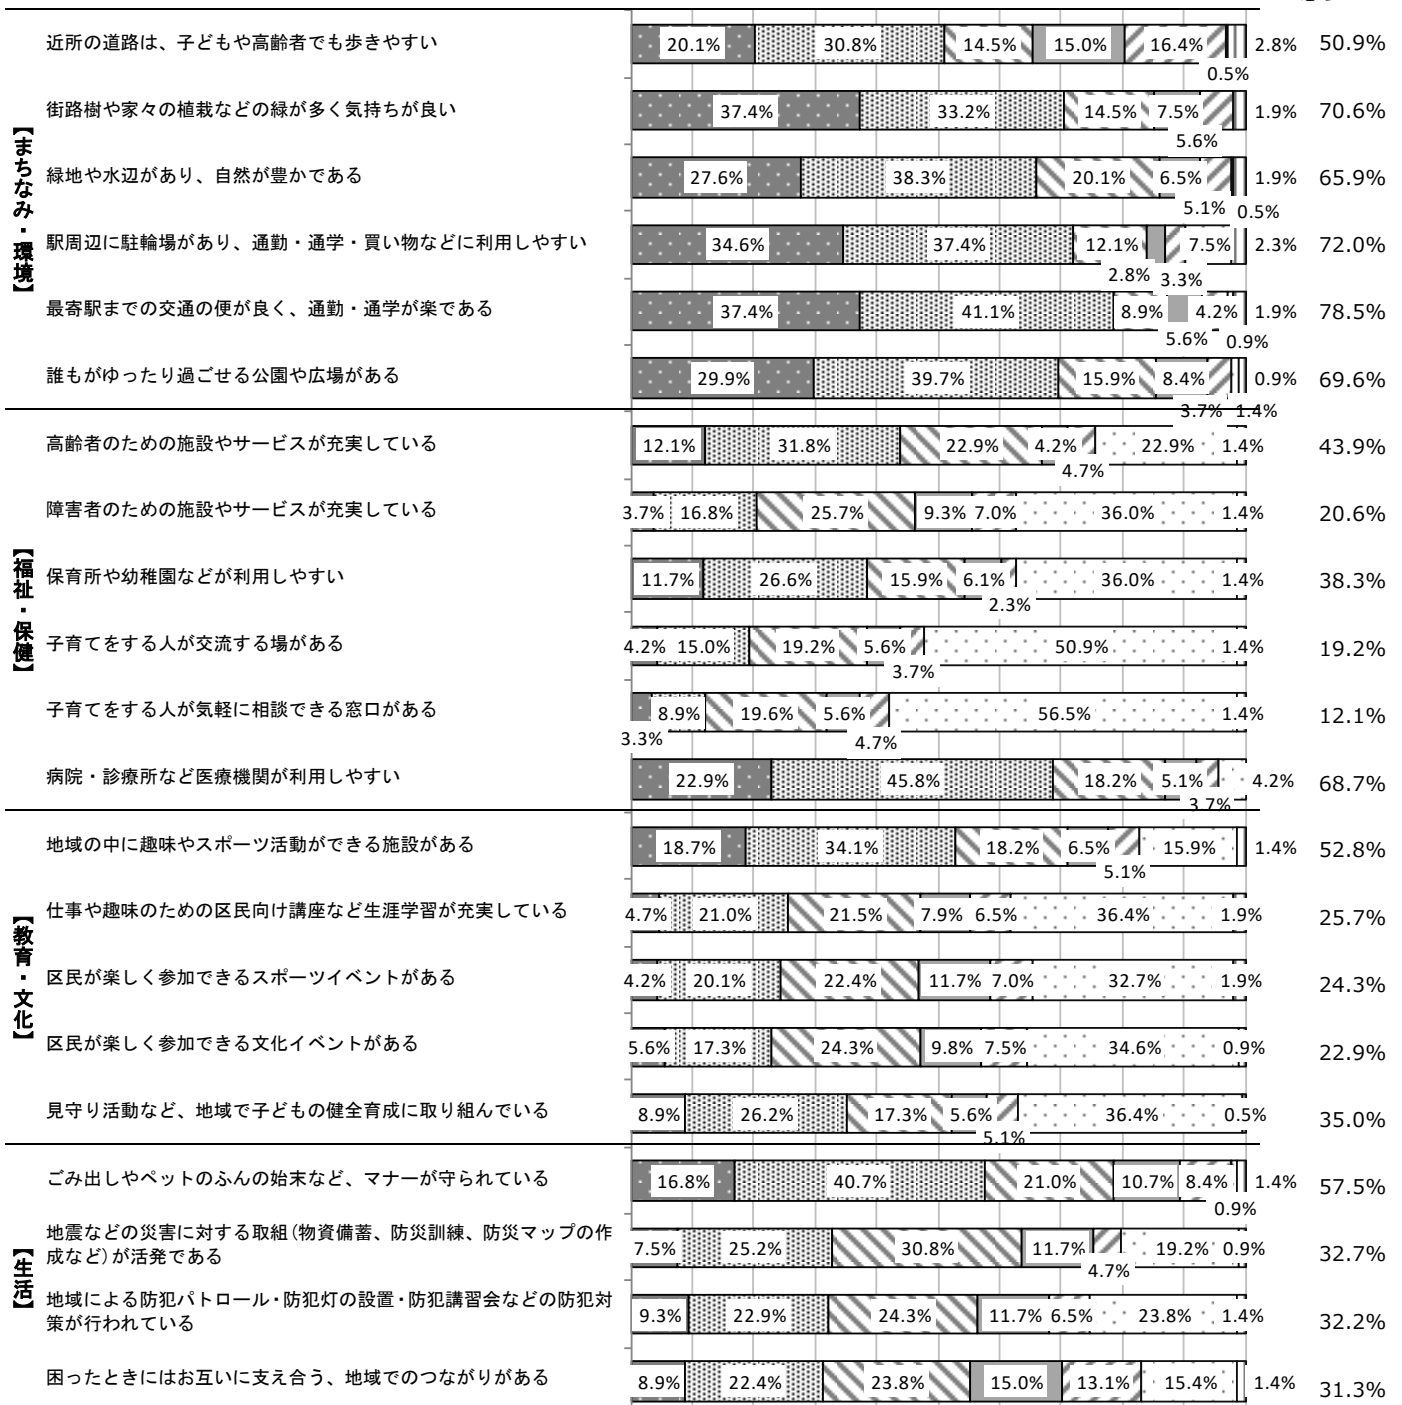 近所の道路は、子どもや高齢者でも歩きやすい
20.1% 30.8% 14.5% 15.0% 16.4% 2.8% 50.9%
0.5%
街路樹や家々の植栽などの緑が多く気持ちが良い
37.4% 33.2% 14.5% 7.5% 1.9% 70.6%
5.6%
【まちなみ・環境】
緑地や水辺があり、自然が豊かである
27.6% 38.3% 20.1% 6.5% 1.9% 65.9%
5.1% 0.5%
駅周辺に駐輪場があり、通勤・通学・買い物などに利用しやすい
34.6% 37.4% 12.1% 7.5% 2.3% 72.0%
2.8% 3.3%
最寄駅までの交通の便が良く、通勤・通学が楽である
37.4% 41.1% 8.9% 4.2% 1.9% 78.5%
5.6% 0.9%
誰もがゆったり過ごせる公園や広場がある
29.9% 39.7% 15.9% 8.4% 0.9% 69.6%
3.7% 1.4%
高齢者のための施設やサービスが充実している
12.1% 31.8% 22.9% 4.2% 22.9% 1.4% 43.9%
4.7%
障害者のための施設やサービスが充実している
3.7% 16.8% 25.7% 9.3% 7.0% 36.0% 1.4% 20.6%
【福祉・保健】
保育所や幼稚園などが利用しやすい
11.7% 26.6% 15.9% 6.1% 36.0% 1.4% 38.3%
2.3%
子育てをする人が交流する場がある
4.2% 15.0% 19.2% 5.6% 50.9% 1.4% 19.2%
3.7%
子育てをする人が気軽に相談できる窓口がある
8.9% 19.6% 5.6% 56.5% 1.4% 12.1%
3.3% 4.7%
病院・診療所など医療機関が利用しやすい
22.9% 45.8% 18.2% 5.1% 4.2% 68.7%
3.7%
地域の中に趣味やスポーツ活動ができる施設がある
18.7% 34.1% 18.2% 6.5% 15.9% 1.4% 52.8%
5.1%
仕事や趣味のための区民向け講座など生涯学習が充実している
4.7% 21.0% 21.5% 7.9% 6.5% 36.4% 1.9% 25.7%
【教育・文化】
区民が楽しく参加できるスポーツイベントがある
4.2% 20.1% 22.4% 11.7% 7.0% 32.7% 1.9% 24.3%
区民が楽しく参加できる文化イベントがある
5.6% 17.3% 24.3% 9.8% 7.5% 34.6% 0.9% 22.9%
見守り活動など、地域で子どもの健全育成に取り組んでいる
8.9% 26.2% 17.3% 5.6% 36.4% 0.5% 35.0%
5.1%
ごみ出しやペットのふんの始末など、マナーが守られている
16.8% 40.7% 21.0% 10.7% 8.4% 1.4% 57.5%
0.9%
【生活】
地震などの災害に対する取組(物資備蓄、防災訓練、防災マップの作
成など)が活発である
7.5% 25.2% 30.8% 11.7% 19.2% 0.9% 32.7%
4.7%
地域による防犯パトロール・防犯灯の設置・防犯講習会などの防犯対
策が行われている
9.3% 22.9% 24.3% 11.7% 6.5% 23.8% 1.4% 32.2%
困ったときにはお互いに支え合う、地域でのつながりがある
8.9% 22.4% 23.8% 15.0% 13.1% 15.4% 1.4% 31.3%